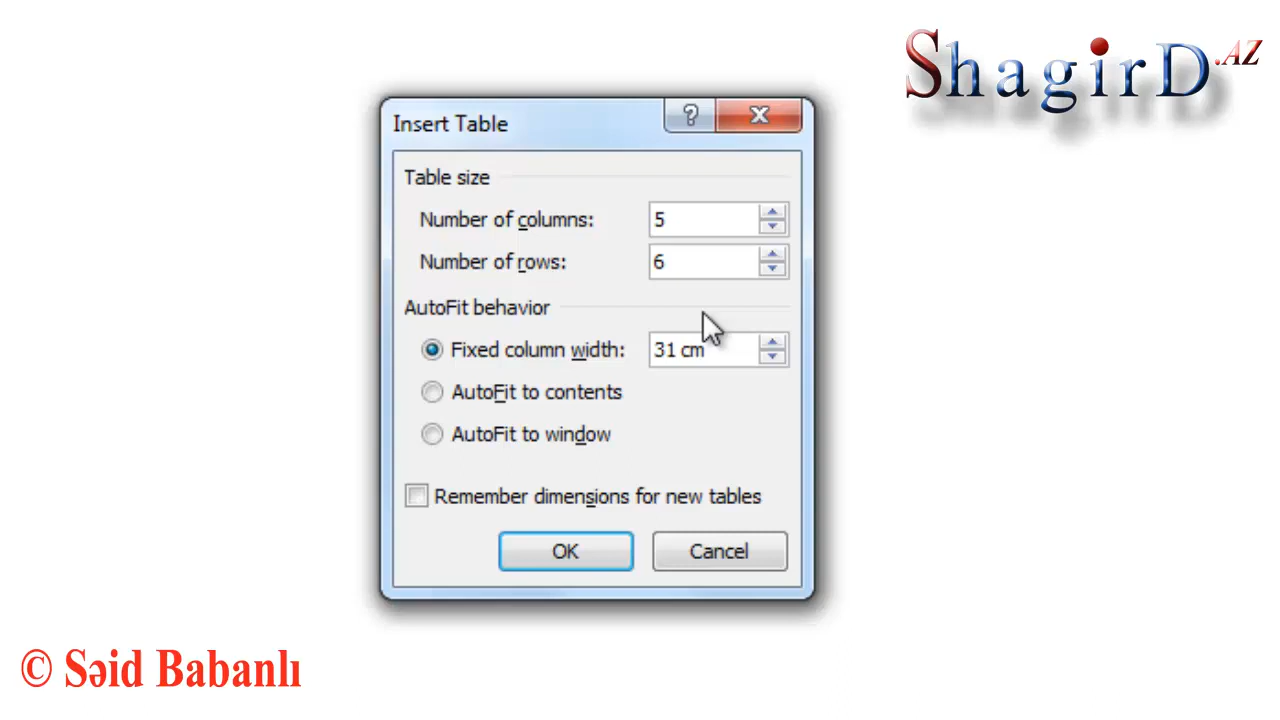 ShagirD.AZ
Insert Table
Table size
Number of columns: 5
Number of rows: 6
AutoFit behavior
Fixed column width: 31 cm
AutoFit to contents
AutoFit to window
Remember dimensions for new tables
OK Cancel
© Səid Babanlı